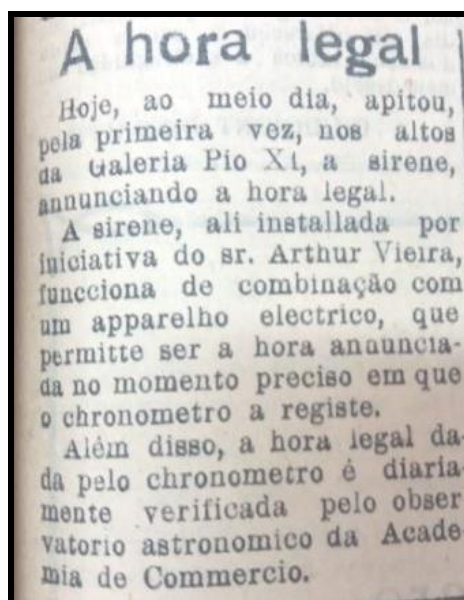 A hora legal
Hoje, ao meio dia, apitou,
pela primeira vez, nos altos
da Galeria Pio XI, a sirene,
annunciando a hora legal.
A sirene, ali installada por
iniciativa do sr. Arthur Vieira,
funcciona de combinação com
um apparelho electrico, que
permitte ser a hora annuncia-
da no momento preciso em que
o chronometro a registe.
Além disso, a hora legal da-
da pelo chronometro é diaria-
mente verificada pelo obser
vatorio astronomico da Acade
mia de Commercio.